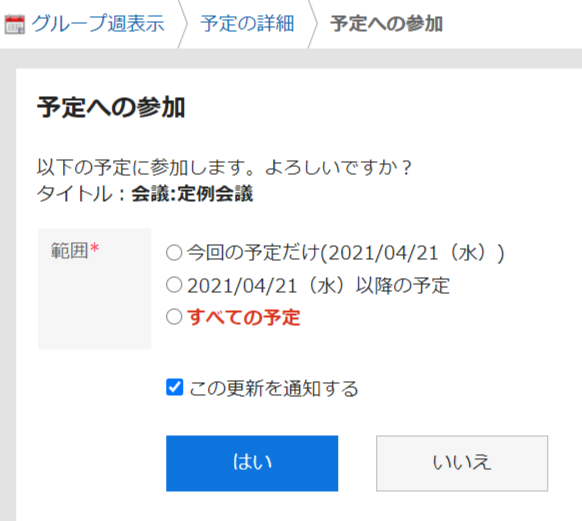 グループ週表示 予定の詳細 予定への参加
予定への参加
以下の予定に参加します。よろしいですか？
タイトル：会議:定例会議
範囲*
今回の予定だけ(2021/04/21（水）)
2021/04/21（水）以降の予定
すべての予定
この更新を通知する
はい いいえ